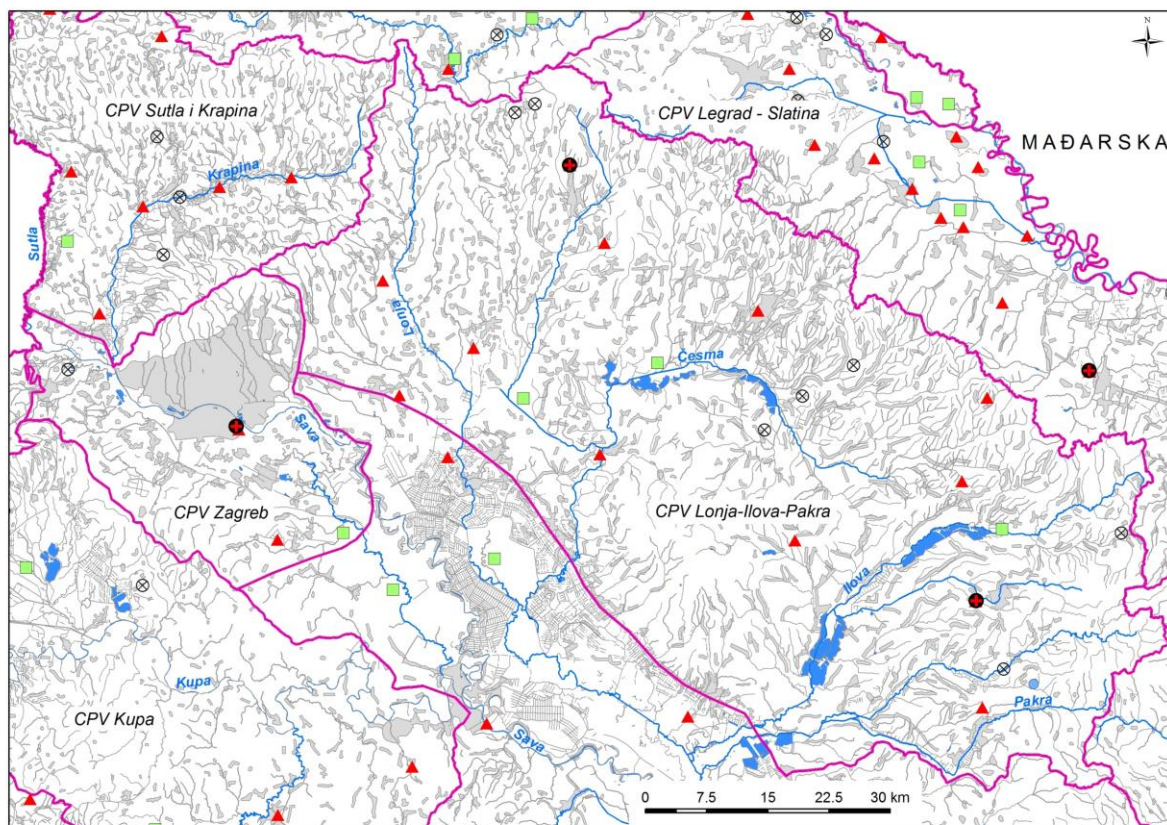 N
CPV Sutla i Krapina
CPV Legrad - Slatina
MAĐARSKA
Krapina
Sutla
Lonja
Česma
Sava
CPV Zagreb
CPV Lonja-Ilova-Pakra
Ilova
Kupa
Pakra
CPV Kupa
Sava
0 7.5 15 22.5 30 km